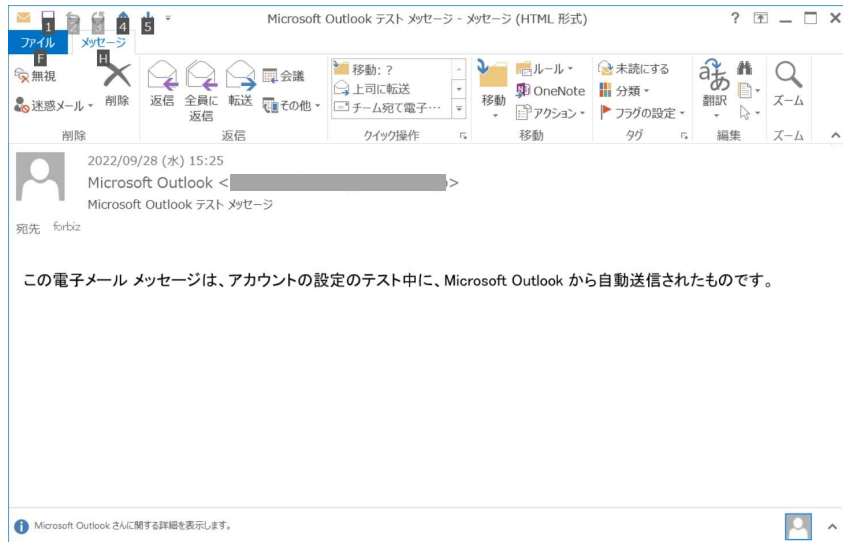 Microsoft Outlook テスト メッセージ - メッセージ (HTML 形式)
?
1 2 3 4 5
ファイル メッセージ
F H
無視
迷惑メール
削除
返信
全員に
返信
転送
会議
その他
移動: ?
上司に転送
チーム宛て電子…
移動
ルール
OneNote
アクション
未読にする
分類
フラグの設定
あ
翻訳
ズーム
削除 返信 クイック操作 移動 タグ 編集 ズーム
2022/09/28 (水) 15:25
Microsoft Outlook < >
Microsoft Outlook テスト メッセージ
宛先 forbiz
この電子メール メッセージは、アカウントの設定のテスト中に、Microsoft Outlook から自動送信されたものです。
Microsoft Outlook さんに関する詳細を表示します。